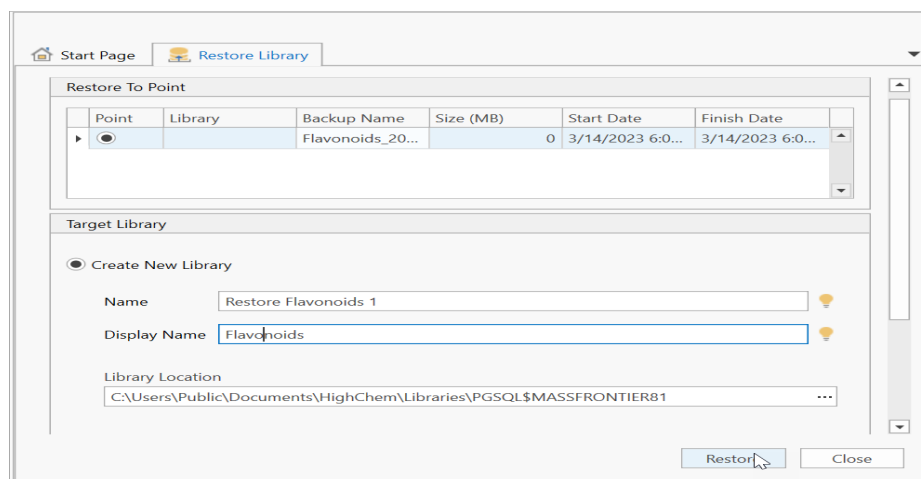 Start Page Restore Library
Restore To Point
Point Library Backup Name Size (MB) Start Date Finish Date
Flavonoids_20... 0 3/14/2023 6:0... 3/14/2023 6:0...
Target Library
Create New Library
Name Restore Flavonoids 1
Display Name Flavonoids
Library Location
C:\Users\Public\Documents\HighChem\Libraries\PGSQL$MASSFRONTIER81 ...
Restore Close